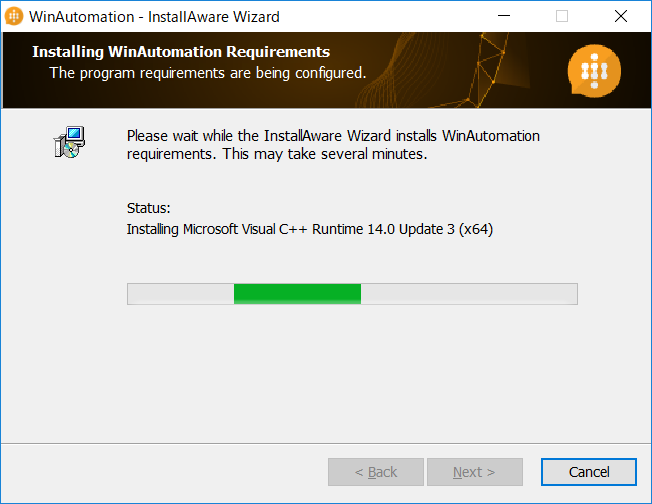 WinAutomation - InstallAware Wizard
Installing WinAutomation Requirements
The program requirements are being configured.
Please wait while the InstallAware Wizard installs WinAutomation
requirements. This may take several minutes.
Status:
Installing Microsoft Visual C++ Runtime 14.0 Update 3 (x64)
< Back Next > Cancel